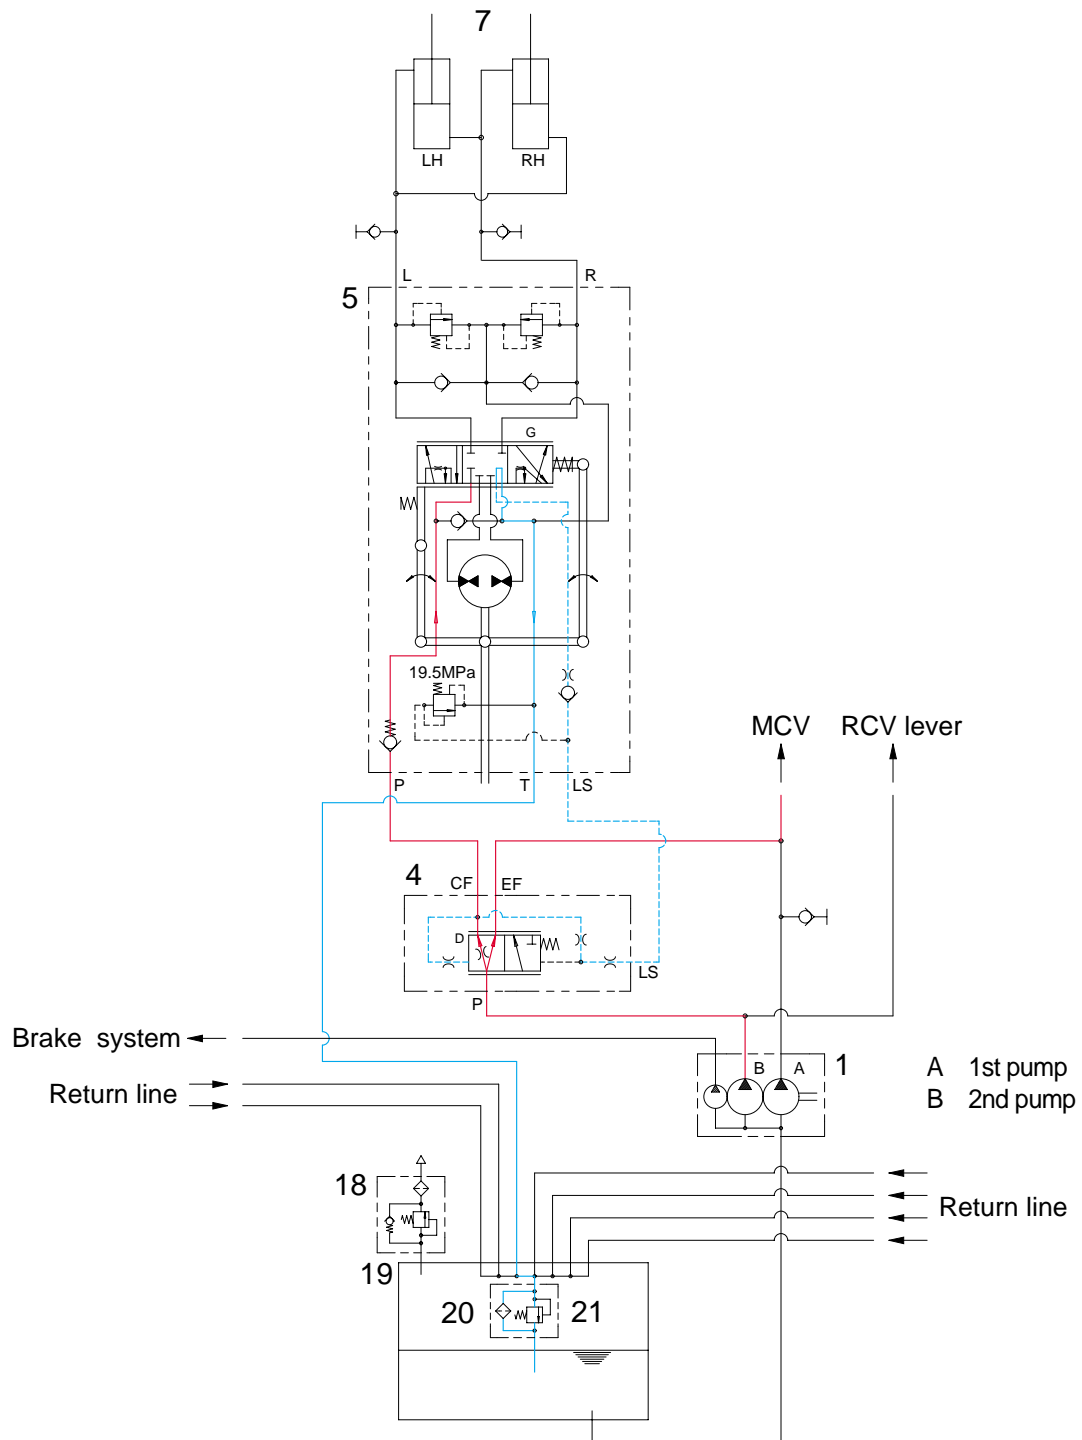 7
LH RH
L R
5
G
19.5MPa
MCV RCV lever
P T LS
4
CF EF
D
LS
P
Brake system
B A 1 A 1st pump
Return line B 2nd pump
18
Return line
19
20 21